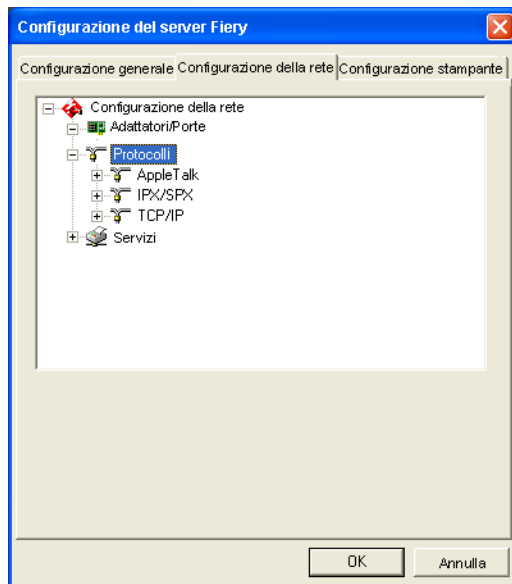 Configurazione del server Fiery
Configurazione generale Configurazione della rete Configurazione stampante
Configurazione della rete
Adattatori/Porte
Protocolli
AppleTalk
IPX/SPX
TCP/IP
Servizi
OK Annulla